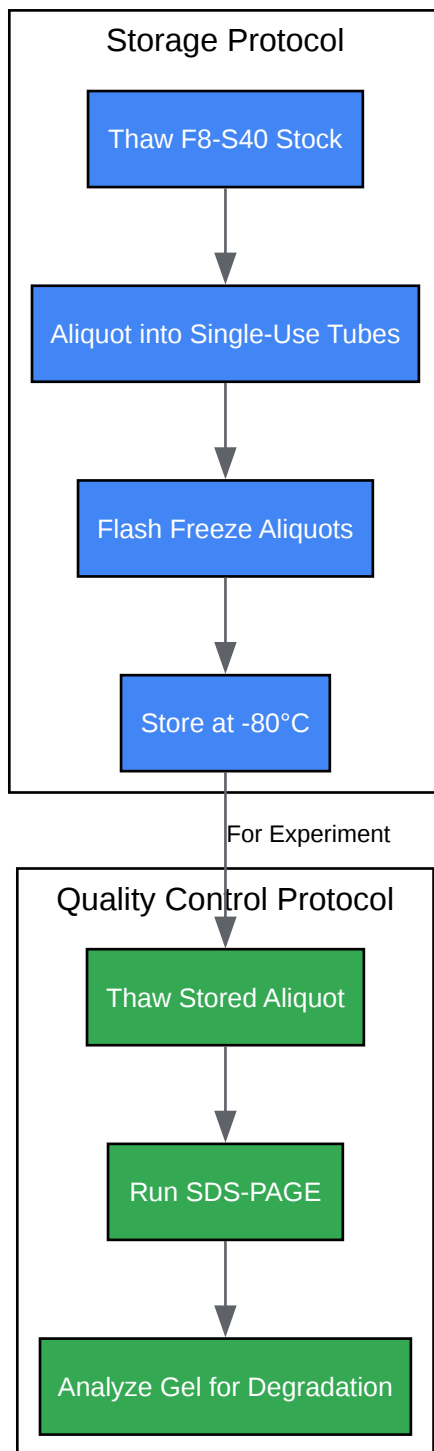 Storage Protocol
Thaw F8-S40 Stock
Aliquot into Single-Use Tubes
Flash Freeze Aliquots
Store at -80°C
For Experiment
Quality Control Protocol
Thaw Stored Aliquot
Run SDS-PAGE
Analyze Gel for Degradation